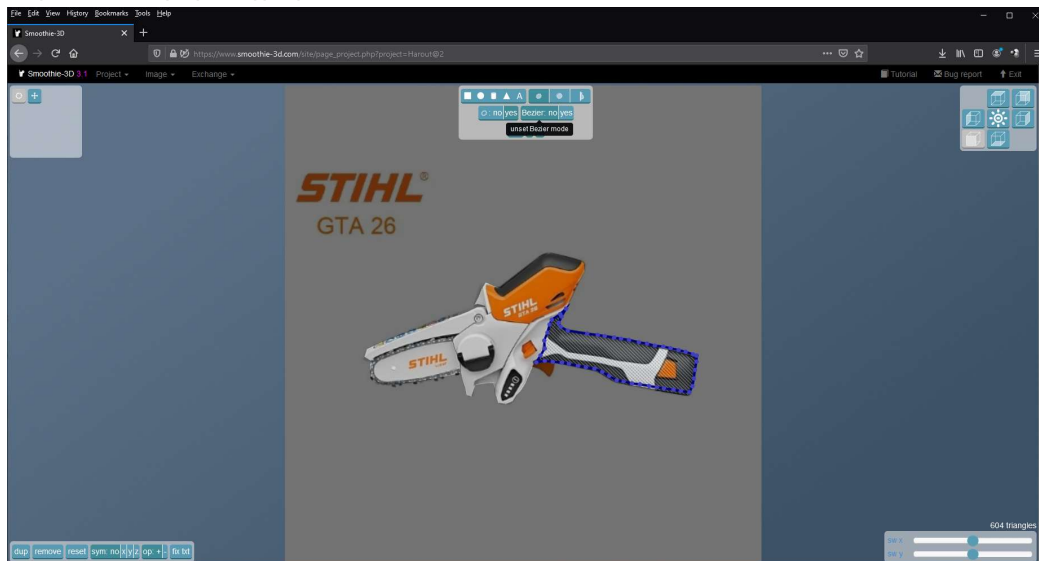 File Edit View History Bookmarks Tools Help
Smoothie-3D
https://www.smoothie-3d.com/site/page_project.php?project=Harout@2
Smoothie-3D 3.1 Project Image Exchange Tutorial Bug report Exit
A
: no yes Bezier: no yes
unset Bezier mode
STIHL®
GTA 26
STIHL
GTA 26
STIHL
604 triangles
dup remove reset sym: no x y z op: + - fix txt
sw x
sw y